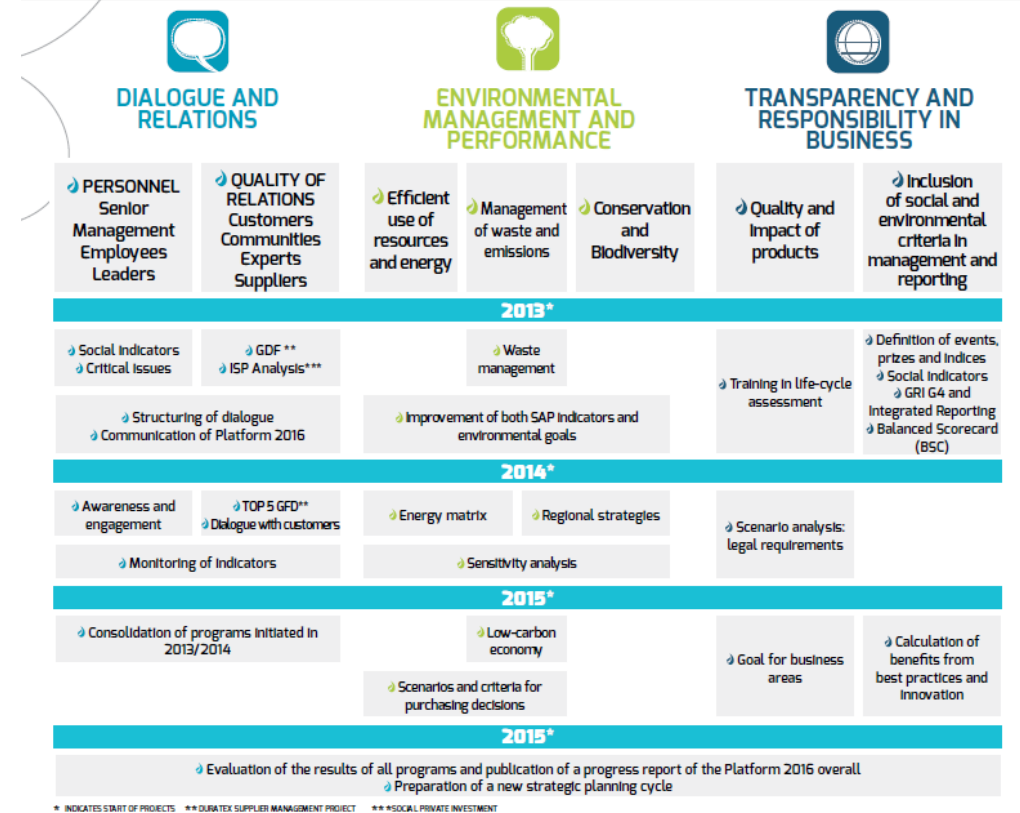 DIALOGUE AND
RELATIONS
ENVIRONMENTAL
MANAGEMENT AND
PERFORMANCE
TRANSPARENCY AND
RESPONSIBILITY IN
BUSINESS
PERSONNEL
Senior
Management
Employees
Leaders
QUALITY OF
RELATIONS
Customers
Communities
Experts
Suppliers
Efficient
use of
resources
and energy
Management
of waste and
emissions
Conservation
and
Biodiversity
Quality and
impact of
products
Inclusion
of social and
environmental
criteria in
management and
reporting
2013*
Social indicators
Critical issues
GDF **
ISP Analysis***
Structuring of dialogue
Communication of Platform 2016
Waste
management
Improvement of both SAP indicators and
environmental goals
Training in life-cycle
assessment
Definition of events,
prizes and indices
Social indicators
GRI G4 and
Integrated Reporting
Balanced Scorecard
(BSC)
2014*
Awareness and
engagement
TOP 5 GFD**
Dialogue with customers
Monitoring of indicators
Energy matrix
Regional strategies
Sensitivity analysis
Scenario analysis:
legal requirements
2015*
Consolidation of programs initiated in
2013/2014
Low-carbon
economy
Scenarios and criteria for
purchasing decisions
Goal for business
areas
Calculation of
benefits from
best practices and
innovation
2015*
Evaluation of the results of all programs and publication of a progress report of the Platform 2016 overall
Preparation of a new strategic planning cycle
* INDICATES START OF PROJECTS ** DURATEX SUPPLIER MANAGEMENT PROJECT ** *SOCIAL PRIVATE INVESTMENT